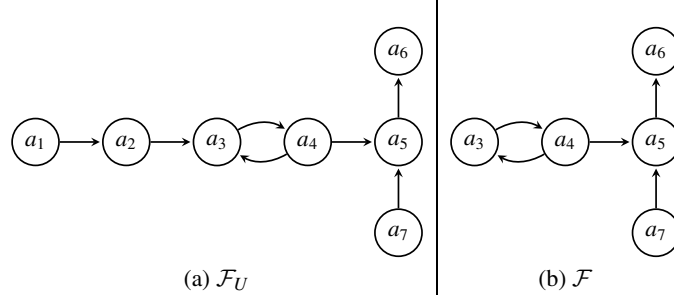 a₆
a₁ a₂ a₃ a₄ a₅
a₇
(a) 𝓕_U
a₆
a₃ a₄ a₅
a₇
(b) 𝓕